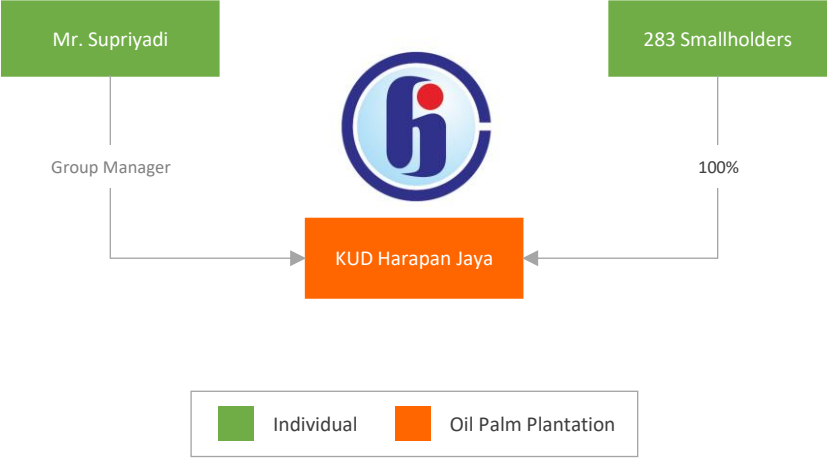 Mr. Supriyadi
283 Smallholders
Group Manager
100%
KUD Harapan Jaya
Individual
Oil Palm Plantation